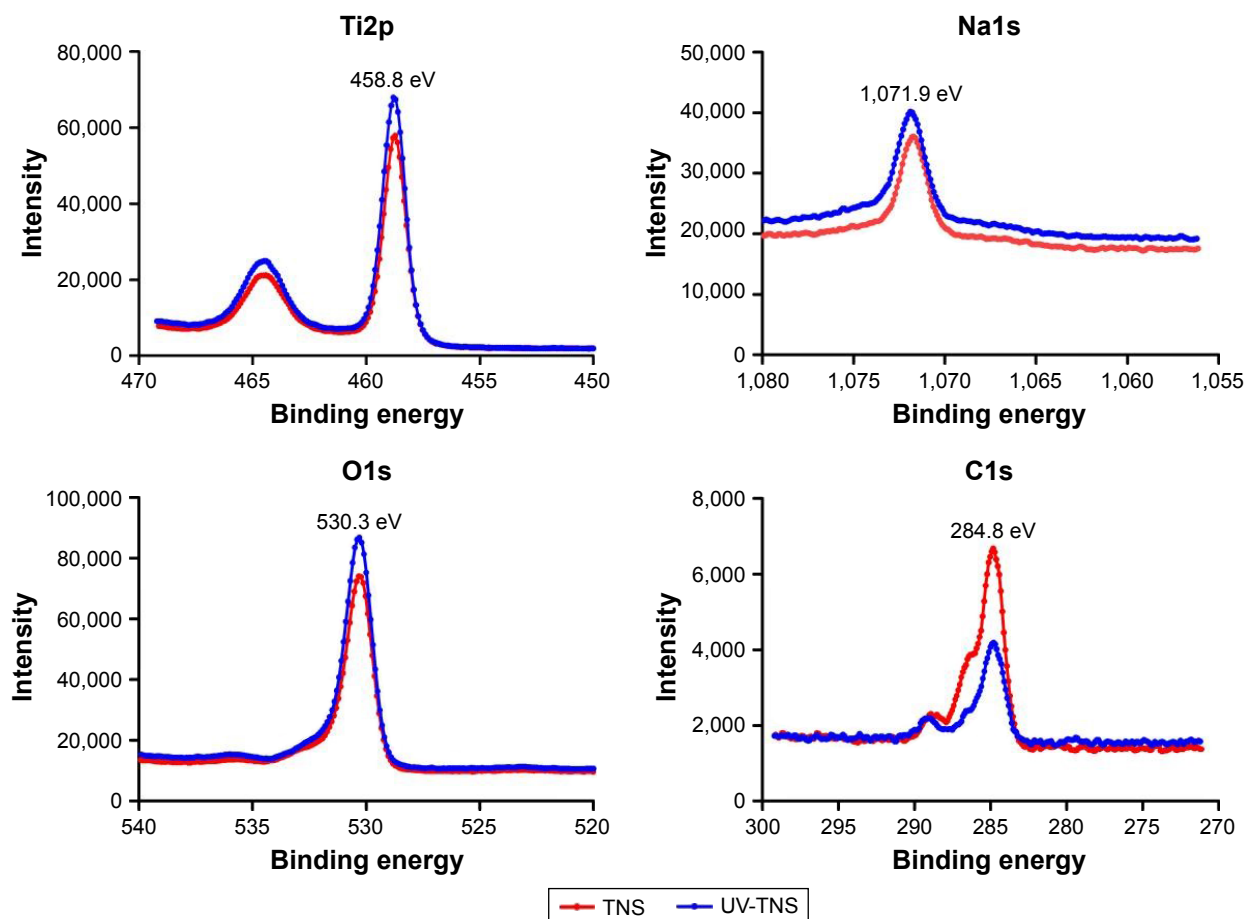 Ti2p
80,000
60,000
40,000
20,000
0
Intensity
458.8 eV
470 465 460 455 450
Binding energy
Na1s
50,000
40,000
30,000
20,000
10,000
0
Intensity
1,071.9 eV
1,080 1,075 1,070 1,065 1,060 1,055
Binding energy
O1s
100,000
80,000
60,000
40,000
20,000
0
Intensity
530.3 eV
540 535 530 525 520
Binding energy
C1s
8,000
6,000
4,000
2,000
0
Intensity
284.8 eV
300 295 290 285 280 275 270
Binding energy
TNS UV-TNS